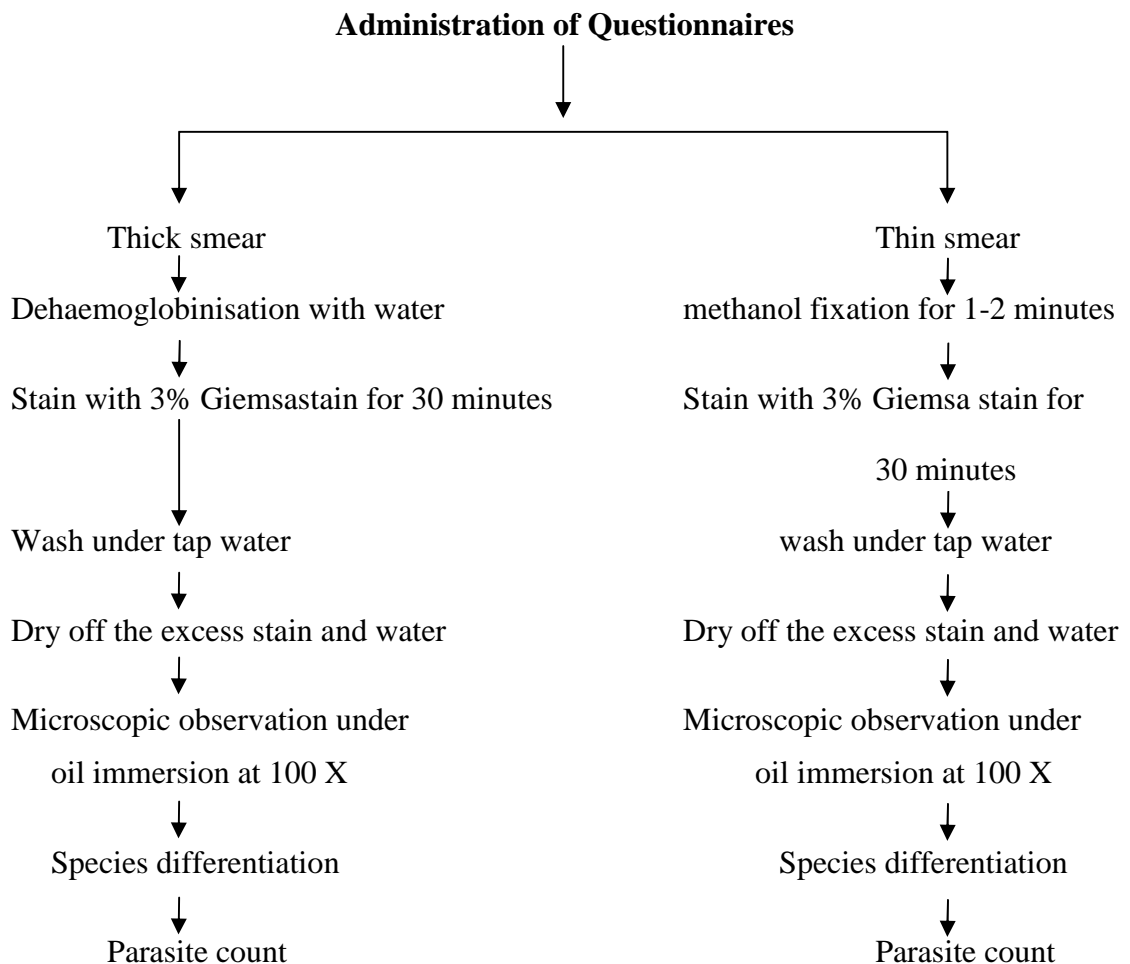 Administration of Questionnaires
Thick smear
Dehaemoglobinisation with water
Stain with 3% Giemsastain for 30 minutes
Wash under tap water
Dry off the excess stain and water
Microscopic observation under
oil immersion at 100 X
Species differentiation
Parasite count
Thin smear
methanol fixation for 1-2 minutes
Stain with 3% Giemsa stain for
30 minutes
wash under tap water
Dry off the excess stain and water
Microscopic observation under
oil immersion at 100 X
Species differentiation
Parasite count